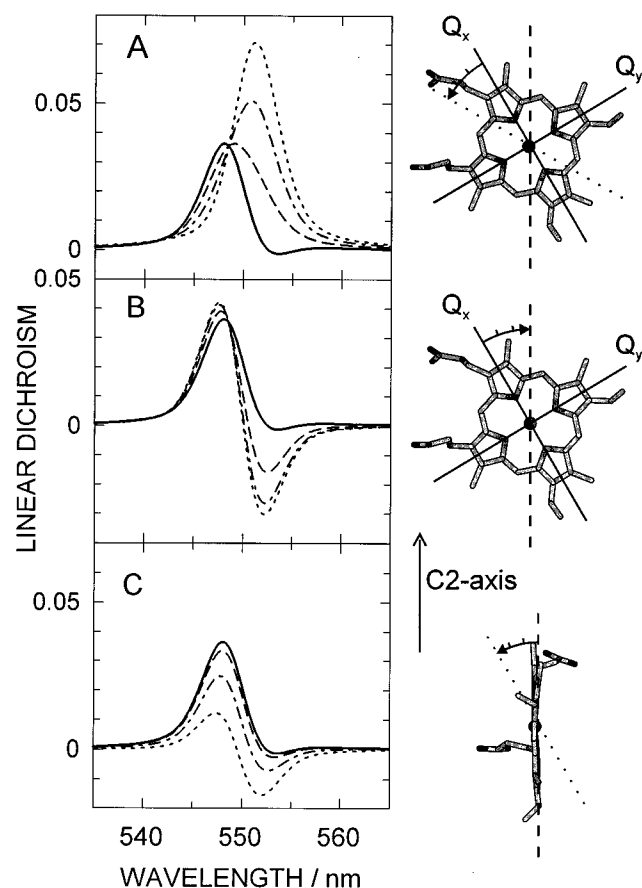 A
0.05
0
Qx
Qy
0.05
B
0
Qx
Qy
LINEAR DICHROISM
C
0.05
0
C2-axis
540
550
560
WAVELENGTH / nm